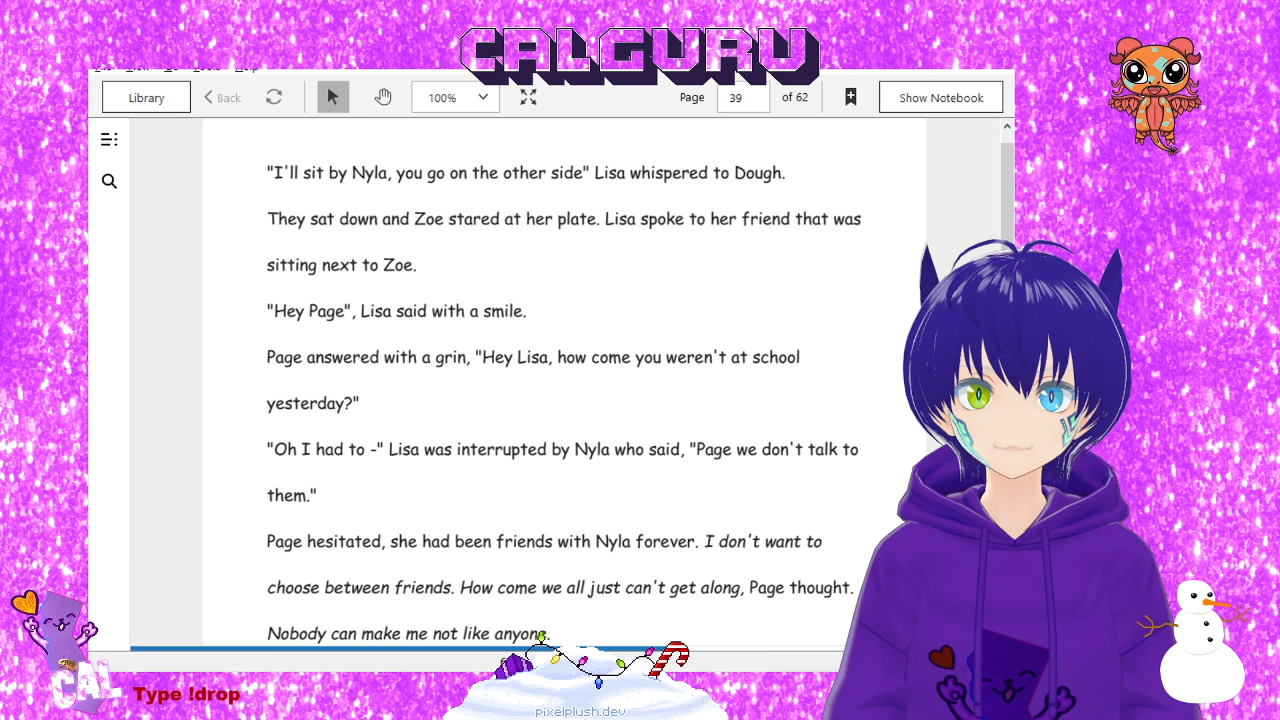 CALGURU
Library
Back
100%
Page 39 of 62
Show Notebook
"I'll sit by Nyla, you go on the other side" Lisa whispered to Dough.
They sat down and Zoe stared at her plate. Lisa spoke to her friend that was
sitting next to Zoe.
"Hey Page", Lisa said with a smile.
Page answered with a grin, "Hey Lisa, how come you weren't at school
yesterday?"
"Oh I had to -" Lisa was interrupted by Nyla who said, "Page we don't talk to
them."
Page hesitated, she had been friends with Nyla forever. I don't want to
choose between friends. How come we all just can't get along, Page thought.
Nobody can make me not like anyone.
CAL
Type !drop
pixelplush.dev